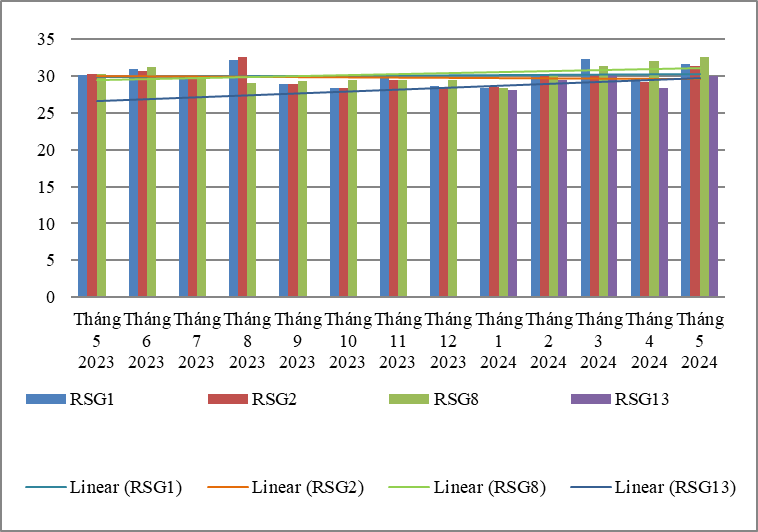 35
30
25
20
15
10
5
0
Tháng Tháng Tháng Tháng Tháng Tháng Tháng Tháng Tháng Tháng Tháng Tháng Tháng
5 6 7 8 9 10 11 12 1 2 3 4 5
2023 2023 2023 2023 2023 2023 2023 2023 2024 2024 2024 2024 2024
RSG1 RSG2 RSG8 RSG13
Linear (RSG1) Linear (RSG2) Linear (RSG8) Linear (RSG13)